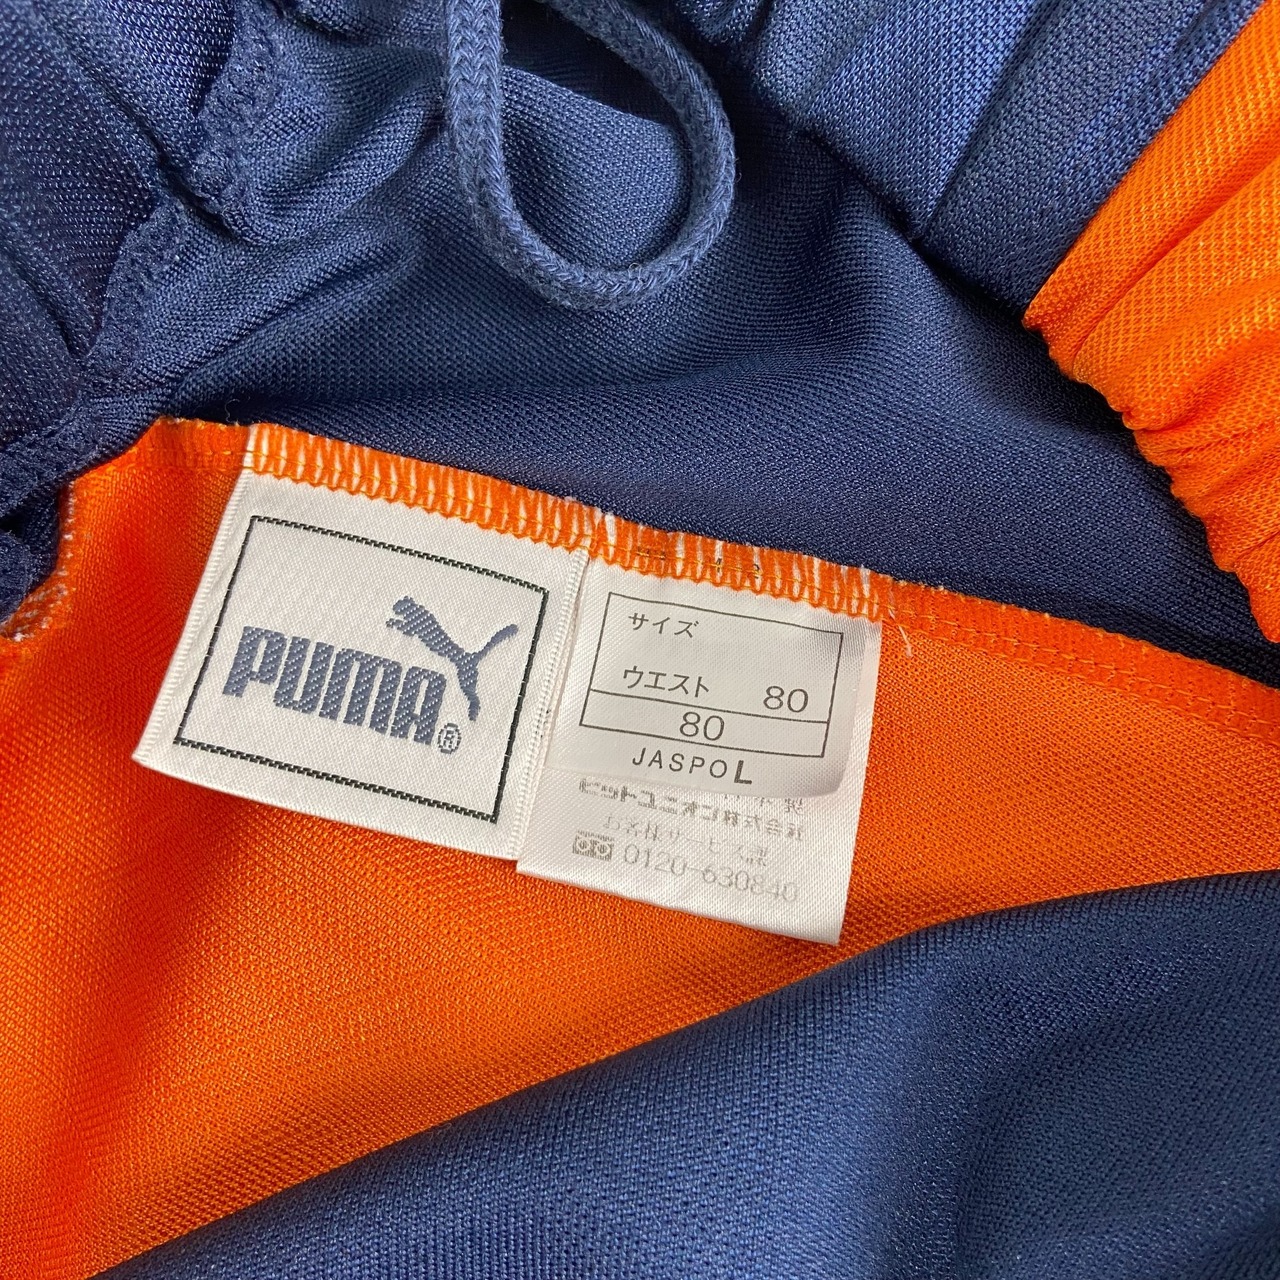 PUMA®
サイズ
ウエスト 80
80
JASPO L
ヒットユニオン株式会社
お客様サービス課
0120-630840